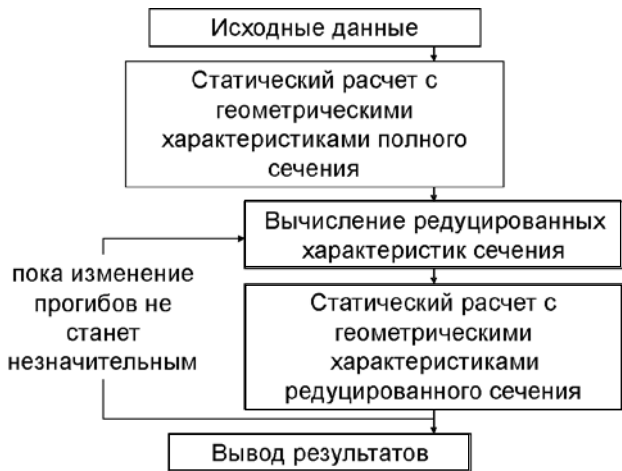 Исходные данные
Статический расчет с
геометрическими
характеристиками полного
сечения
Вычисление редуцированных
характеристик сечения
пока изменение
прогибов не
станет
незначительным
Статический расчет с
геометрическими
характеристиками
редуцированного сечения
Вывод результатов